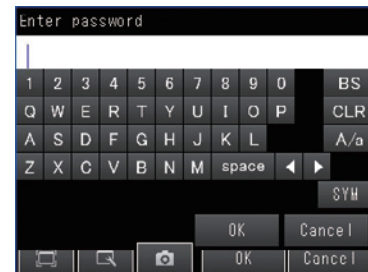 Enter password
1 2 3 4 5 6 7 8 9 0 BS
Q W E R T Y U I O P CLR
A S D F G H J K L A/a
Z X C V B N M space ◀ ▶
SYM
OK Cancel
OK Cancel